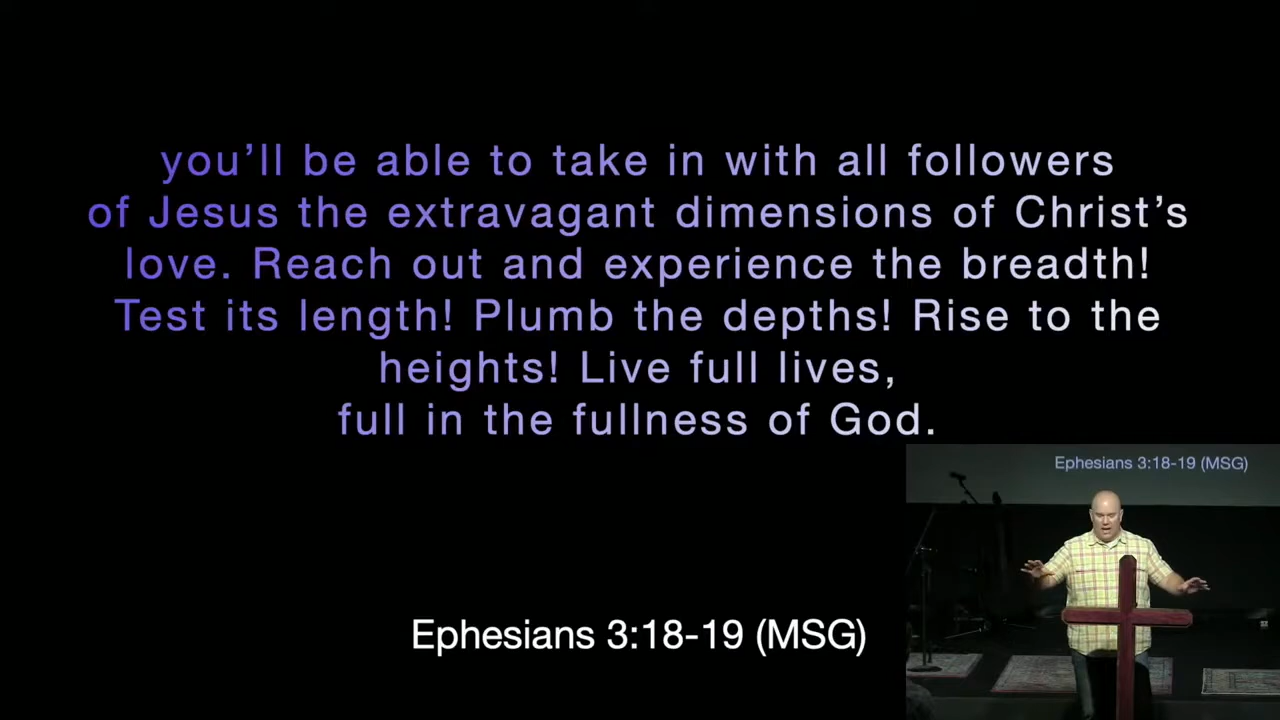 you’ll be able to take in with all followers
of Jesus the extravagant dimensions of Christ’s
love. Reach out and experience the breadth!
Test its length! Plumb the depths! Rise to the
heights! Live full lives,
full in the fullness of God.
Ephesians 3:18-19 (MSG)
Ephesians 3:18-19 (MSG)